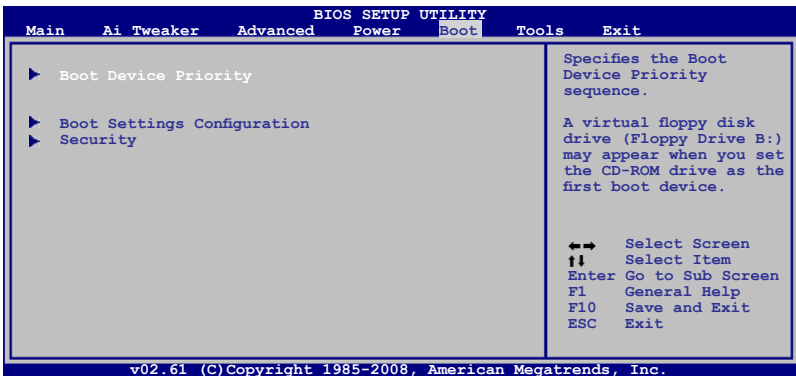 BIOS SETUP UTILITY
Main Ai Tweaker Advanced Power Boot Tools Exit
Boot Device Priority
Boot Settings Configuration
Security
Specifies the Boot
Device Priority
sequence.
A virtual floppy disk
drive (Floppy Drive B:)
may appear when you set
the CD-ROM drive as the
first boot device.
Select Screen
Select Item
Enter Go to Sub Screen
F1 General Help
F10 Save and Exit
ESC Exit
v02.61 (C)Copyright 1985-2008, American Megatrends, Inc.